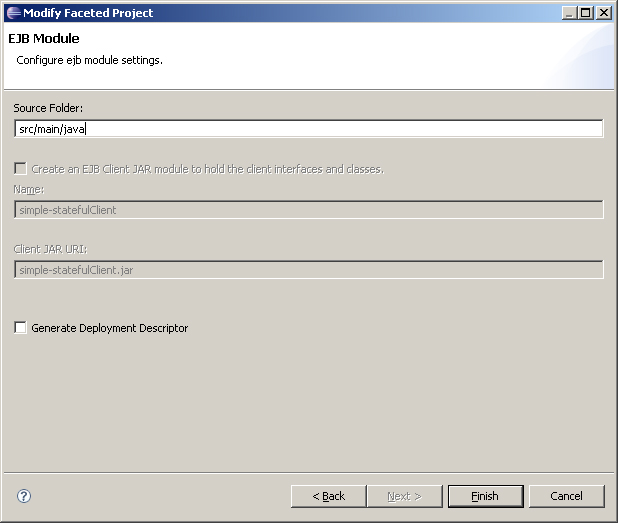 Modify Faceted Project
EJB Module
Configure ejb module settings.
Source Folder:
src/main/java
Create an EJB Client JAR module to hold the client interfaces and classes.
Name:
simple-statefulClient
Client JAR URI:
simple-statefulClient.jar
Generate Deployment Descriptor
?
< Back
Next >
Finish
Cancel